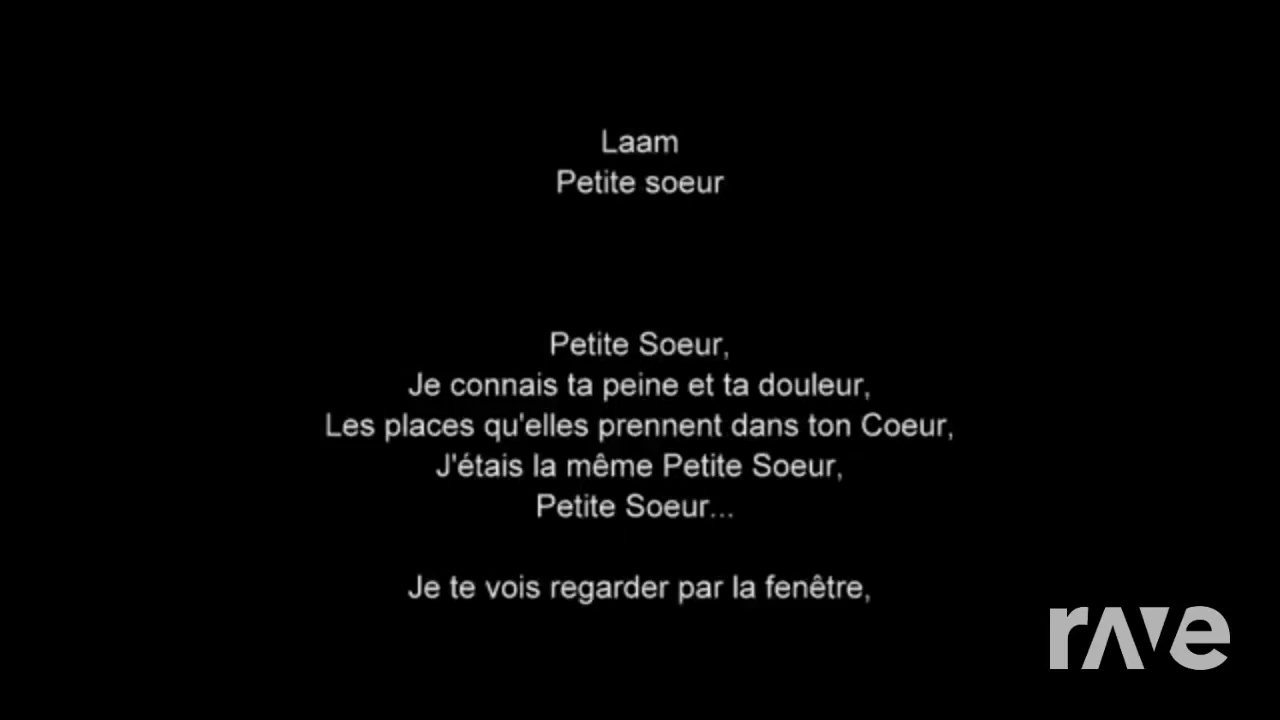 Laam
Petite soeur
Petite Soeur,
Je connais ta peine et ta douleur,
Les places qu'elles prennent dans ton Coeur,
J'étais la même Petite Soeur,
Petite Soeur...
Je te vois regarder par la fenêtre,
rave